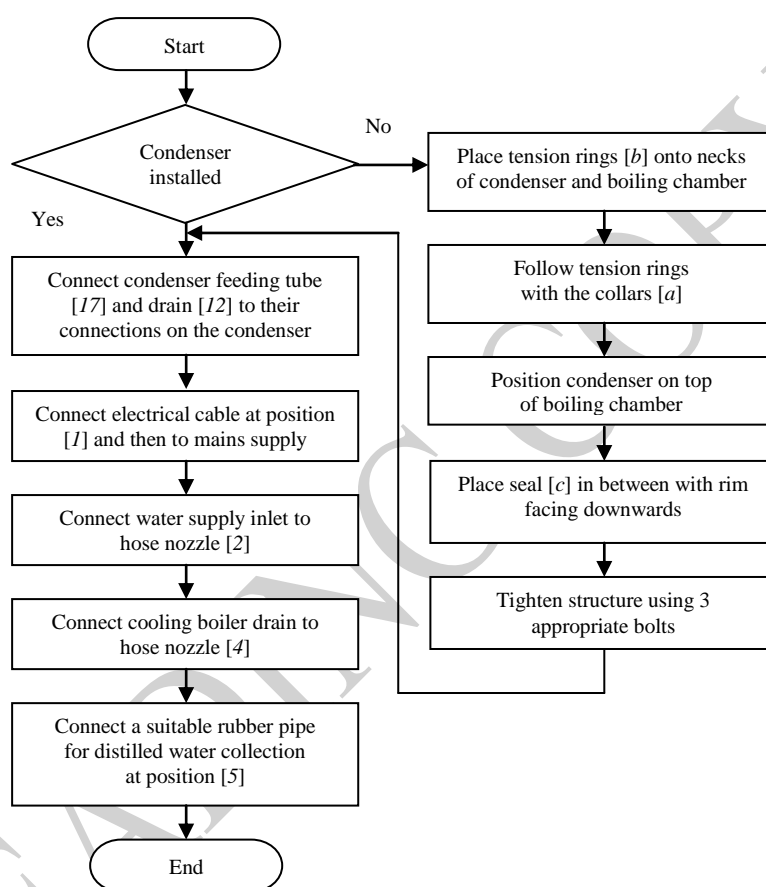 Start
Condenser
installed
No
Yes
Place tension rings [b] onto necks
of condenser and boiling chamber
Follow tension rings
with the collars [a]
Position condenser on top
of boiling chamber
Place seal [c] in between with rim
facing downwards
Tighten structure using 3
appropriate bolts
Connect condenser feeding tube
[17] and drain [12] to their
connections on the condenser
Connect electrical cable at position
[1] and then to mains supply
Connect water supply inlet to
hose nozzle [2]
Connect cooling boiler drain to
hose nozzle [4]
Connect a suitable rubber pipe
for distilled water collection
at position [5]
End